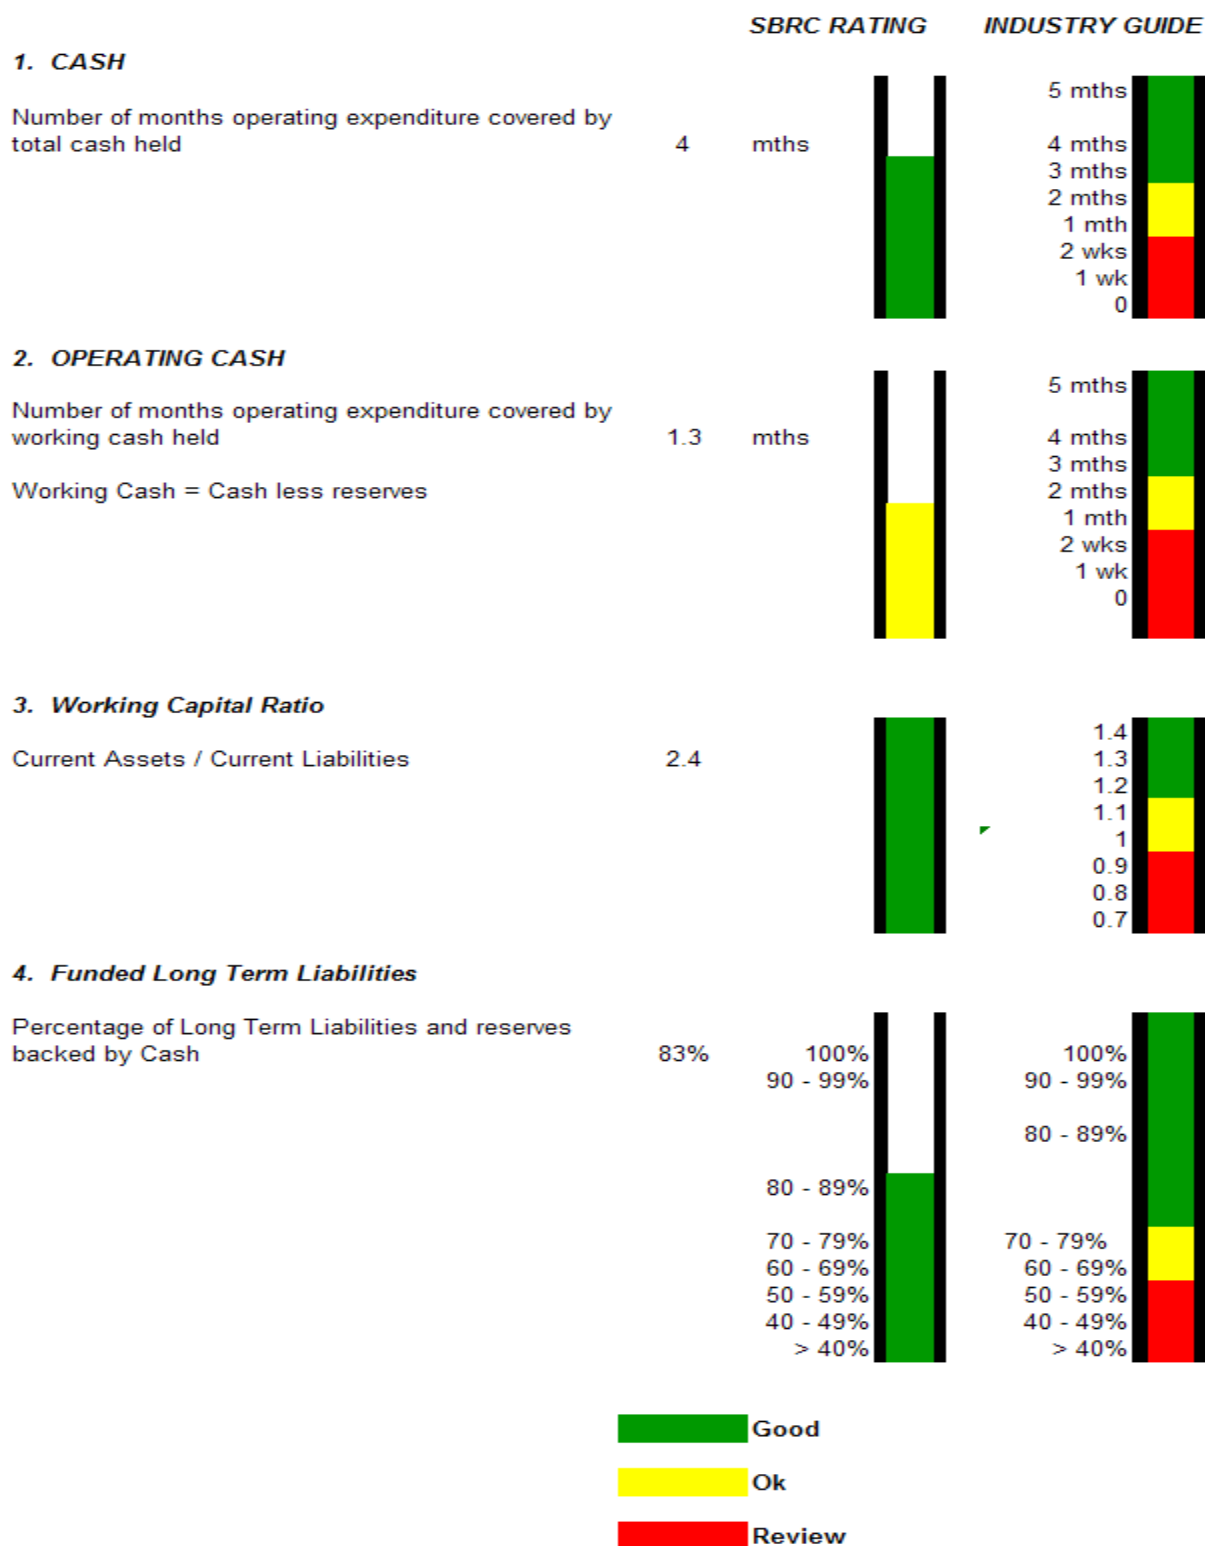 SBRC RATING INDUSTRY GUIDE
1. CASH
5 mths
Number of months operating expenditure covered by
total cash held 4 mths 4 mths
3 mths
2 mths
1 mth
2 wks
1 wk
0
2. OPERATING CASH
5 mths
Number of months operating expenditure covered by
working cash held 1.3 mths 4 mths
3 mths
Working Cash = Cash less reserves 2 mths
1 mth
2 wks
1 wk
0
3. Working Capital Ratio
1.4
Current Assets / Current Liabilities 2.4 1.3
1.2
1.1
1
0.9
0.8
0.7
4. Funded Long Term Liabilities
Percentage of Long Term Liabilities and reserves
backed by Cash 83% 100% 100%
90 - 99% 90 - 99%
80 - 89%
80 - 89%
70 - 79% 70 - 79%
60 - 69% 60 - 69%
50 - 59% 50 - 59%
40 - 49% 40 - 49%
> 40% > 40%
Good
Ok
Review